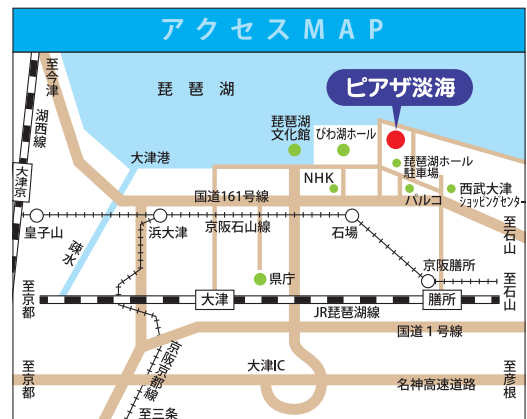 アクセスMAP
至今津
湖西線
大津京
琵琶湖
ピアザ淡海
琵琶湖
文化館
びわ湖ホール
大津港
琵琶湖ホール
駐車場
NHK
パルコ
西武大津
ショッピングセンター
国道161号線
皇子山
浜大津
京阪石山線
石場
至石山
疎水
県庁
京阪膳所
至京都
大津
膳所
至石山
JR琵琶湖線
国道1号線
京阪京都線
至京都
大津IC
名神高速道路
至彦根
至三条